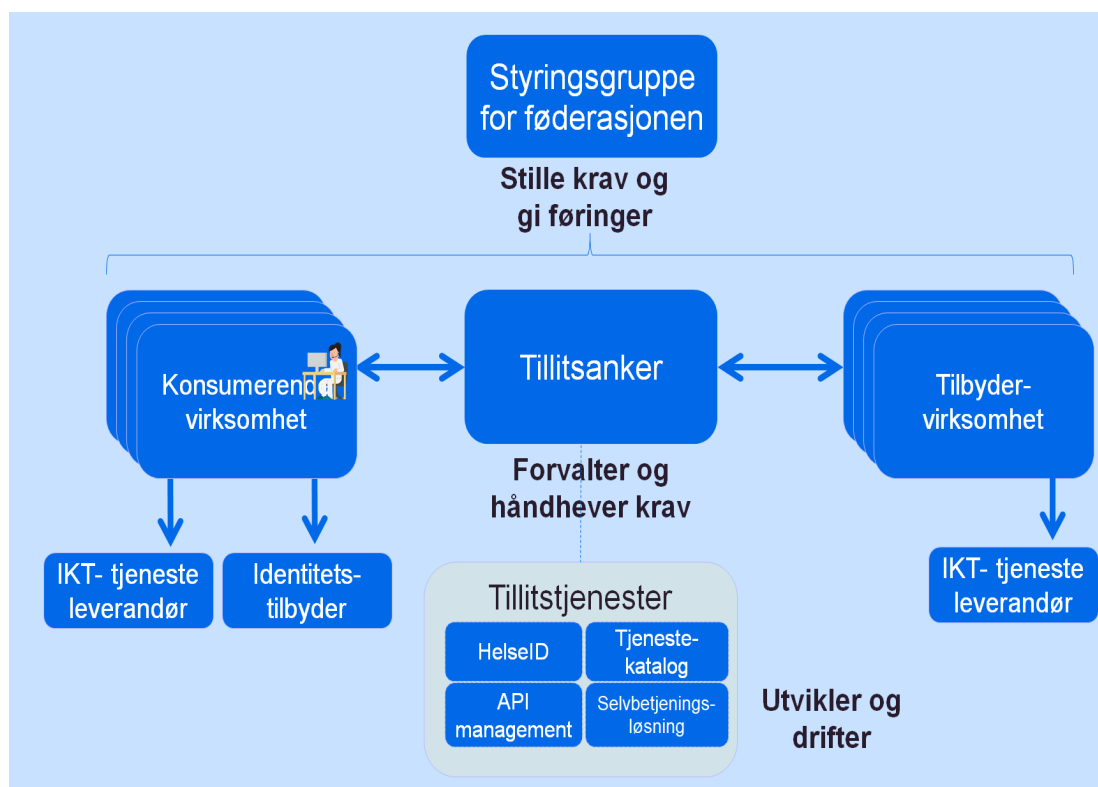 Styringsgruppe
for føderasjonen
Stille krav og
gi føringer
Konsumerend
virksomhet
Tillitsanker
Tilbyder-
virksomhet
Forvalter og
håndhever krav
IKT- tjeneste
leverandør
Identitets-
tilbyder
IKT- tjeneste
leverandør
Tillitstjenester
HelseID
Tjeneste-
katalog
API
management
Selvbetjenings-
løsning
Utvikler og
drifter